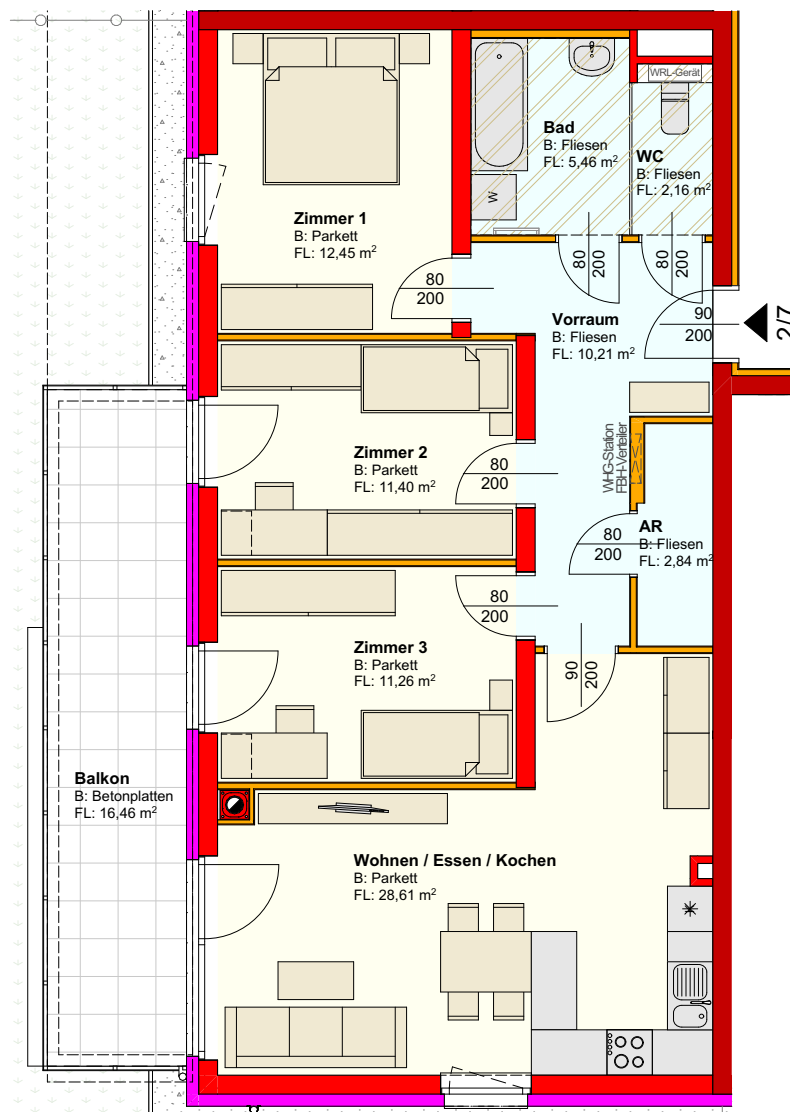 WRL-Gerät
Bad
B: Fliesen
FL: 5,46 m²
WC
B: Fliesen
FL: 2,16 m²
W
Zimmer 1
B: Parkett
FL: 12,45 m²
80
200
80
200
80
200
90
200
2/7
Vorraum
B: Fliesen
FL: 10,21 m²
Zimmer 2
B: Parkett
FL: 11,40 m²
80
200
WHG-Station
FBH-Verteiler
AR
B: Fliesen
FL: 2,84 m²
80
200
80
200
Zimmer 3
B: Parkett
FL: 11,26 m²
90
200
Balkon
B: Betonplatten
FL: 16,46 m²
Wohnen / Essen / Kochen
B: Parkett
FL: 28,61 m²